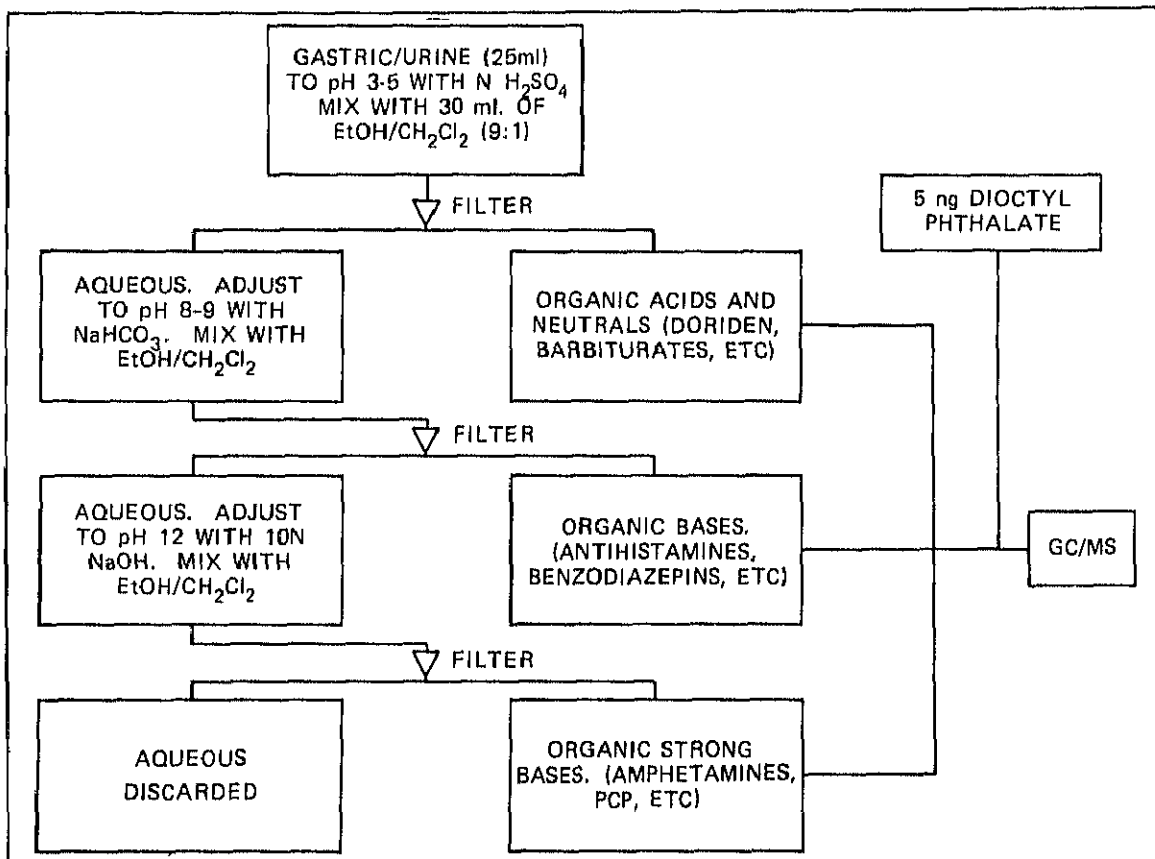 GASTRIC/URINE (25ml)
TO pH 3-5 WITH N H₂SO₄
MIX WITH 30 ml. OF
EtOH/CH₂Cl₂ (9:1)
FILTER
5 ng DIOCTYL
PHTHALATE
AQUEOUS. ADJUST
TO pH 8-9 WITH
NaHCO₃. MIX WITH
EtOH/CH₂Cl₂
ORGANIC ACIDS AND
NEUTRALS (DORIDEN,
BARBITURATES, ETC)
FILTER
AQUEOUS. ADJUST
TO pH 12 WITH 10N
NaOH. MIX WITH
EtOH/CH₂Cl₂
ORGANIC BASES.
(ANTIHISTAMINES,
BENZODIAZEPINS, ETC)
GC/MS
FILTER
AQUEOUS
DISCARDED
ORGANIC STRONG
BASES. (AMPHETAMINES,
PCP, ETC)